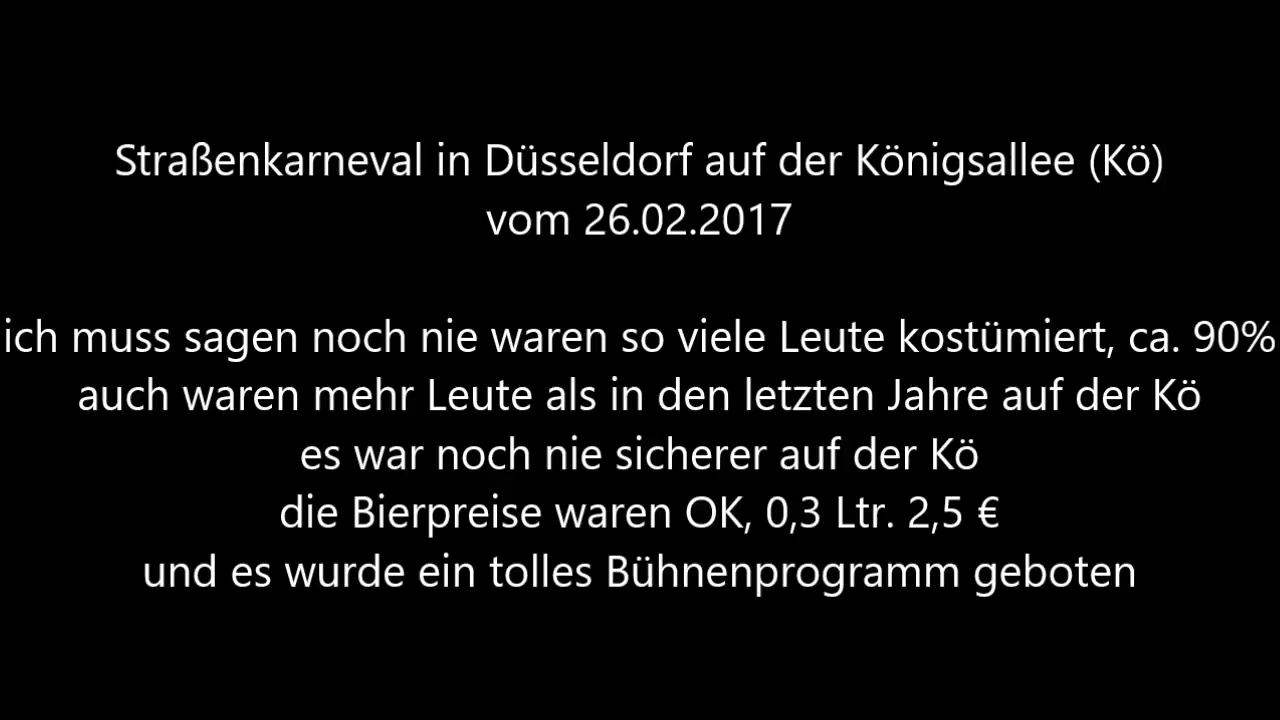 Straßenkarneval in Düsseldorf auf der Königsallee (Kö)
vom 26.02.2017
ich muss sagen noch nie waren so viele Leute kostümiert, ca. 90%
auch waren mehr Leute als in den letzten Jahre auf der Kö
es war noch nie sicherer auf der Kö
die Bierpreise waren OK, 0,3 Ltr. 2,5 €
und es wurde ein tolles Bühnenprogramm geboten